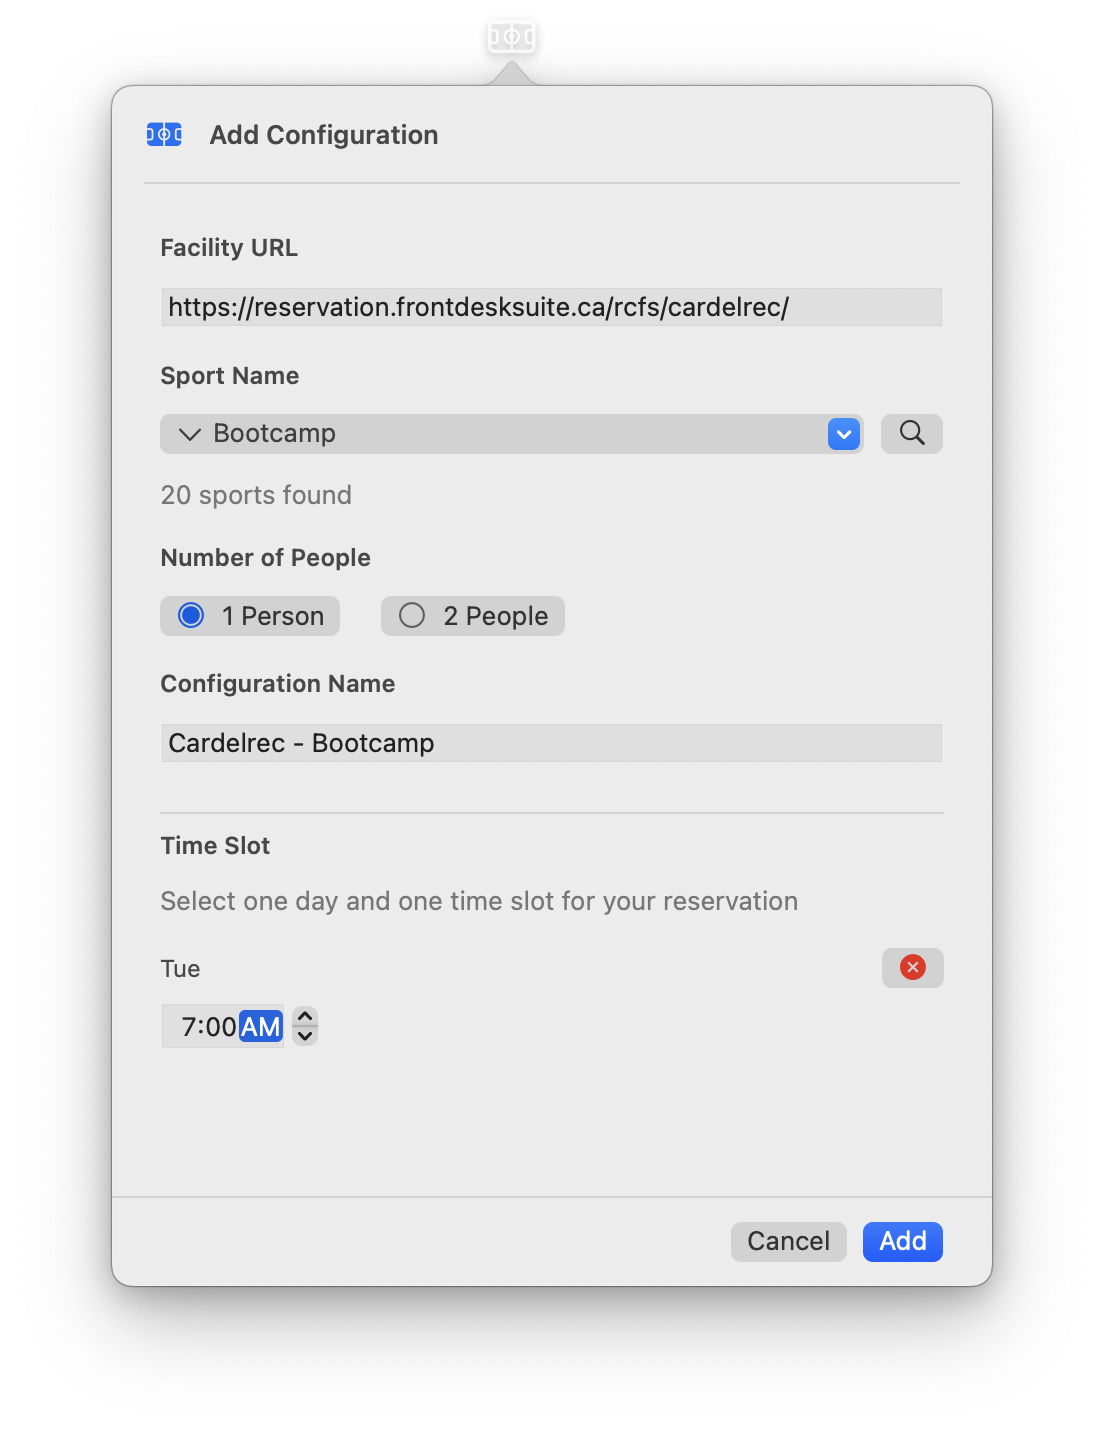 Add Configuration
Facility URL
https://reservation.frontdesksuite.ca/rcfs/cardelrec/
Sport Name
Bootcamp
20 sports found
Number of People
1 Person 2 People
Configuration Name
Cardelrec - Bootcamp
Time Slot
Select one day and one time slot for your reservation
Tue
7:00 AM
Cancel Add